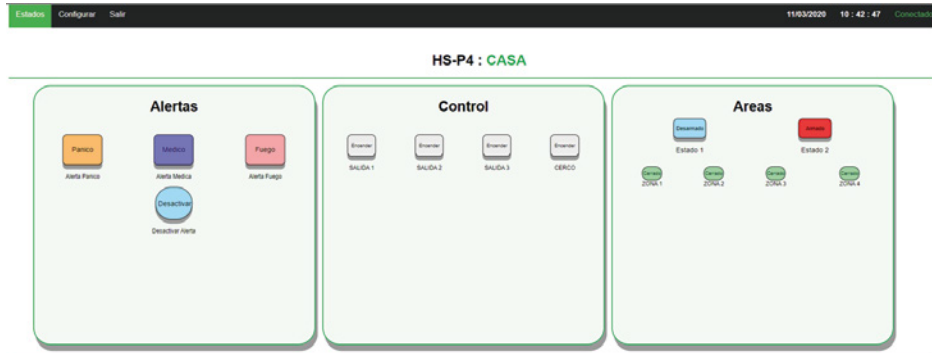 Estados Configurar Salir 11/03/2020 10 : 42 : 47 Conectado
HS-P4 : CASA
Alertas
Panico Medico Fuego
Alerta Panico Alerta Medica Alerta Fuego
Desactivar
Desactivar Alerta
Control
Encender Encender Encender Encender
SALIDA 1 SALIDA 2 SALIDA 3 CERCO
Areas
Desarmado Armado
Estado 1 Estado 2
Cerrado Cerrado Cerrado Cerrado
ZONA 1 ZONA 2 ZONA 3 ZONA 4